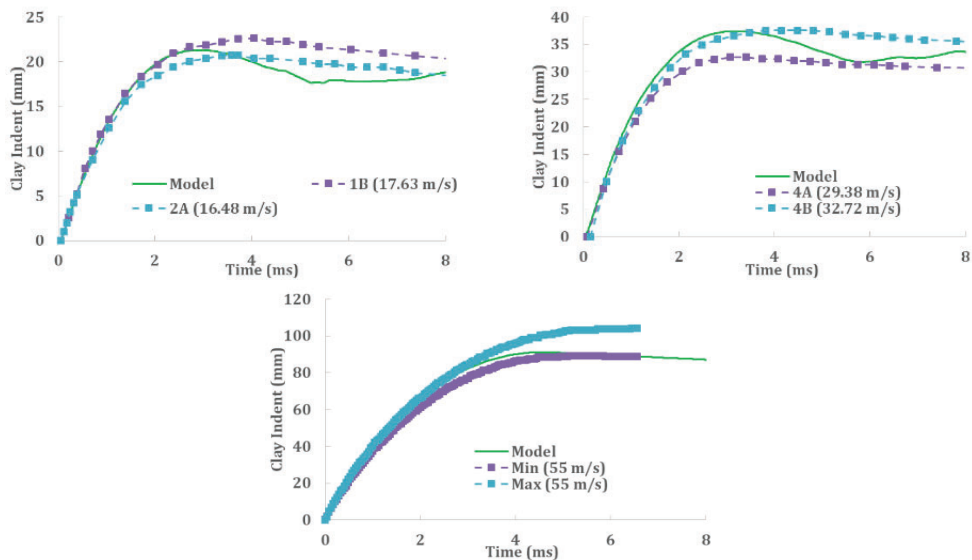 25
20
15
10
5
0
Clay Indent (mm)
Model
1B (17.63 m/s)
2A (16.48 m/s)
0 2 4 6 8
Time (ms)
40
35
30
25
20
15
10
5
0
Clay Indent (mm)
Model
4A (29.38 m/s)
4B (32.72 m/s)
0 2 4 6 8
Time (ms)
120
100
80
60
40
20
0
Clay Indent (mm)
Model
Min (55 m/s)
Max (55 m/s)
0 2 4 6 8
Time (ms)